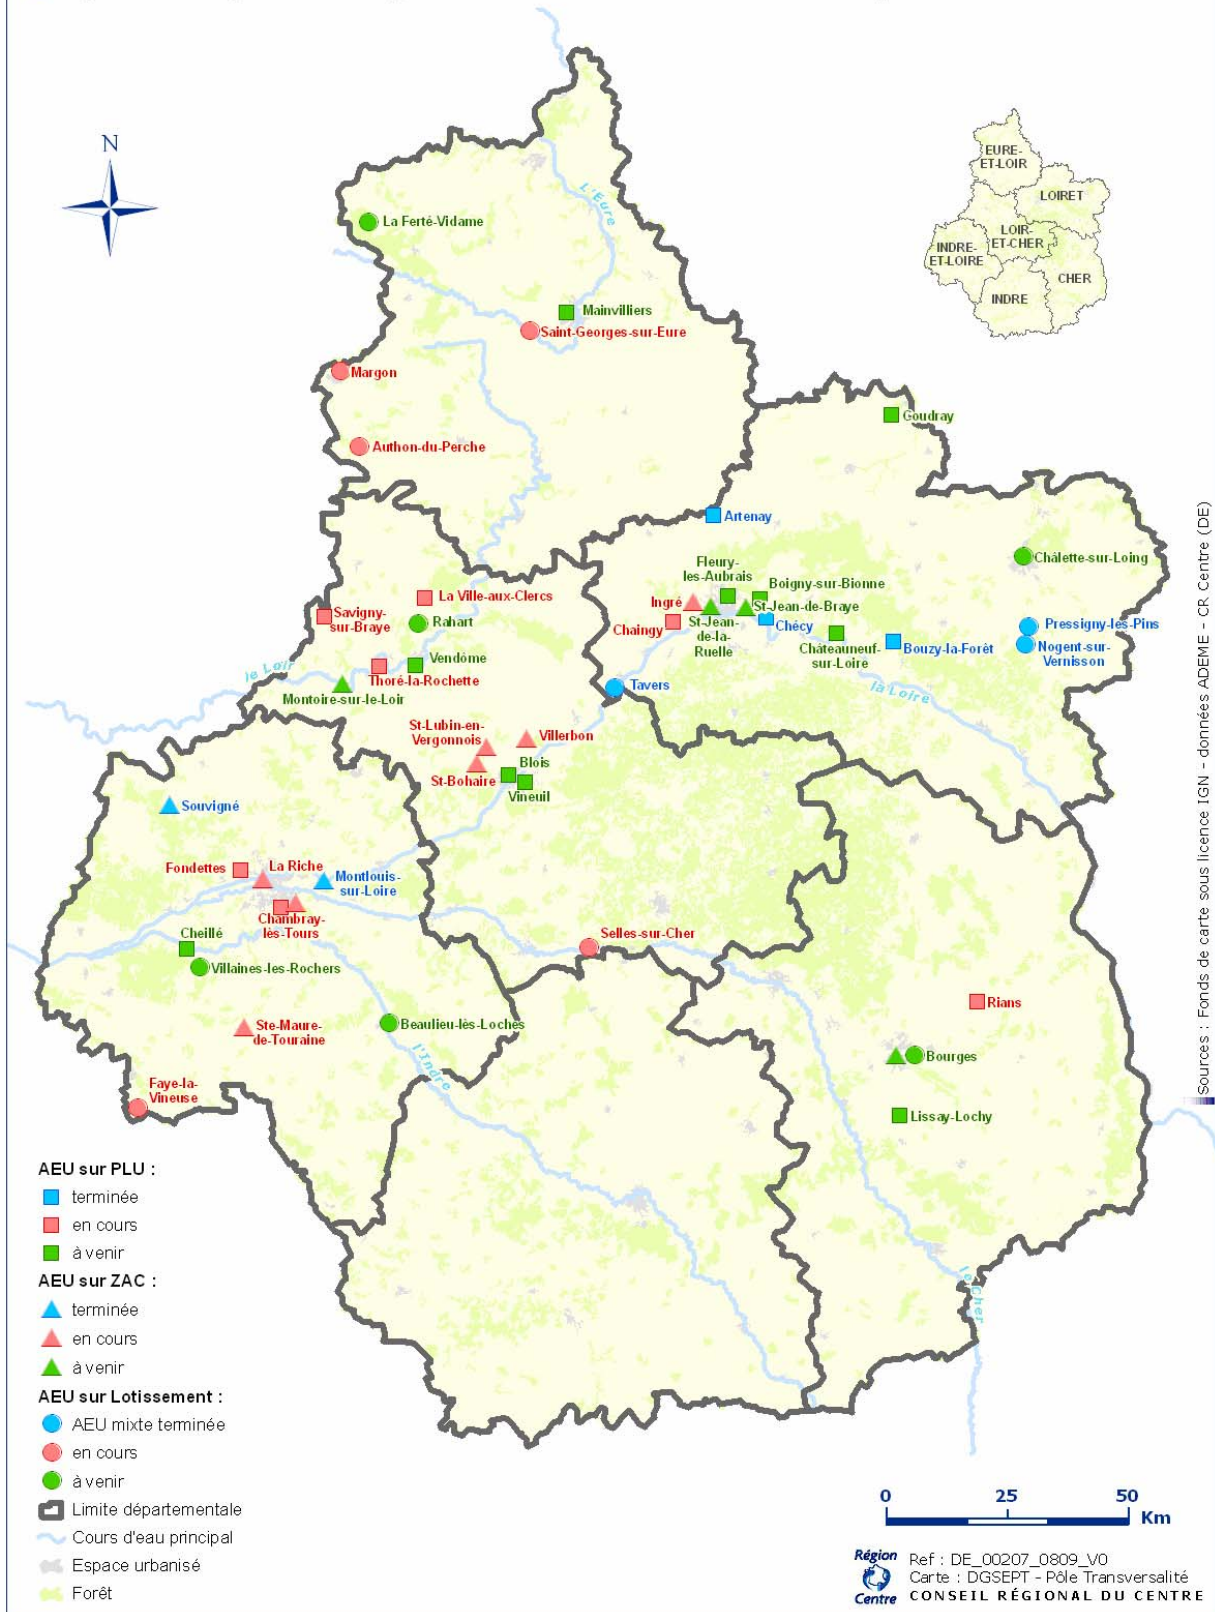 N
EURE-
ET-LOIR
LOIRET
LOIR-
ET-CHER
INDRE-
ET-LOIRE
CHER
INDRE
L'Eure
La Ferté-Vidame
Mainvilliers
Saint-Georges-sur-Eure
Margon
Authon-du-Perche
Coudray
Artenay
Châlette-sur-Loing
Fleury-
les-Aubrais
Boigny-sur-Bionne
Ingré
St-Jean-de-Braye
Chaingy
St-Jean-
de-la-
Ruelle
Chécy
Châteauneuf-
sur-Loire
Bouzy-la-Forêt
Pressigny-les-Pins
Nogent-sur-
Vernisson
La Ville-aux-Clercs
Savigny-
sur-Braye
Rahart
Vendôme
Thoré-la-Rochette
le Loir
Montoire-sur-le-Loir
Tavers
la Loire
St-Lubin-en-
Vergonnois
Villerbon
St-Bohaire
Blois
Vineuil
Souvigné
Fondettes
La Riche
Montlouis-
sur-Loire
Chambray-
lès-Tours
Cheillé
Villaines-les-Rochers
Selles-sur-Cher
Ste-Maure-
de-Touraine
Beaulieu-lès-Loches
l'Indre
Faye-la-
Vineuse
Rians
Bourges
Lissay-Lochy
le Cher
AEU sur PLU :
terminée
en cours
à venir
AEU sur ZAC :
terminée
en cours
à venir
AEU sur Lotissement :
AEU mixte terminée
en cours
à venir
Limite départementale
Cours d'eau principal
Espace urbanisé
Forêt
0 25 50
Km
Région
Centre
Ref : DE_00207_0809_V0
Carte : DGSEPT - Pôle Transversalité
CONSEIL RÉGIONAL DU CENTRE
Sources : Fonds de carte sous licence IGN - données ADEME - CR Centre (DE)